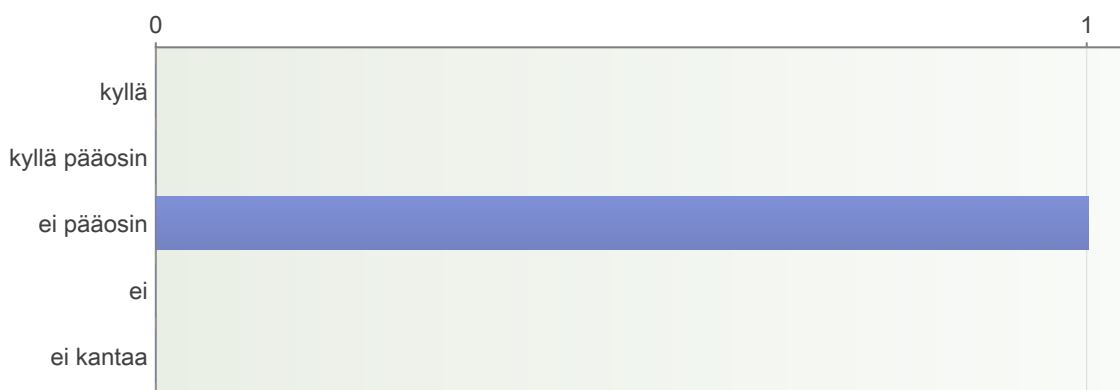 0 1
kyllä
kyllä pääosin
ei pääosin
ei
ei kantaa